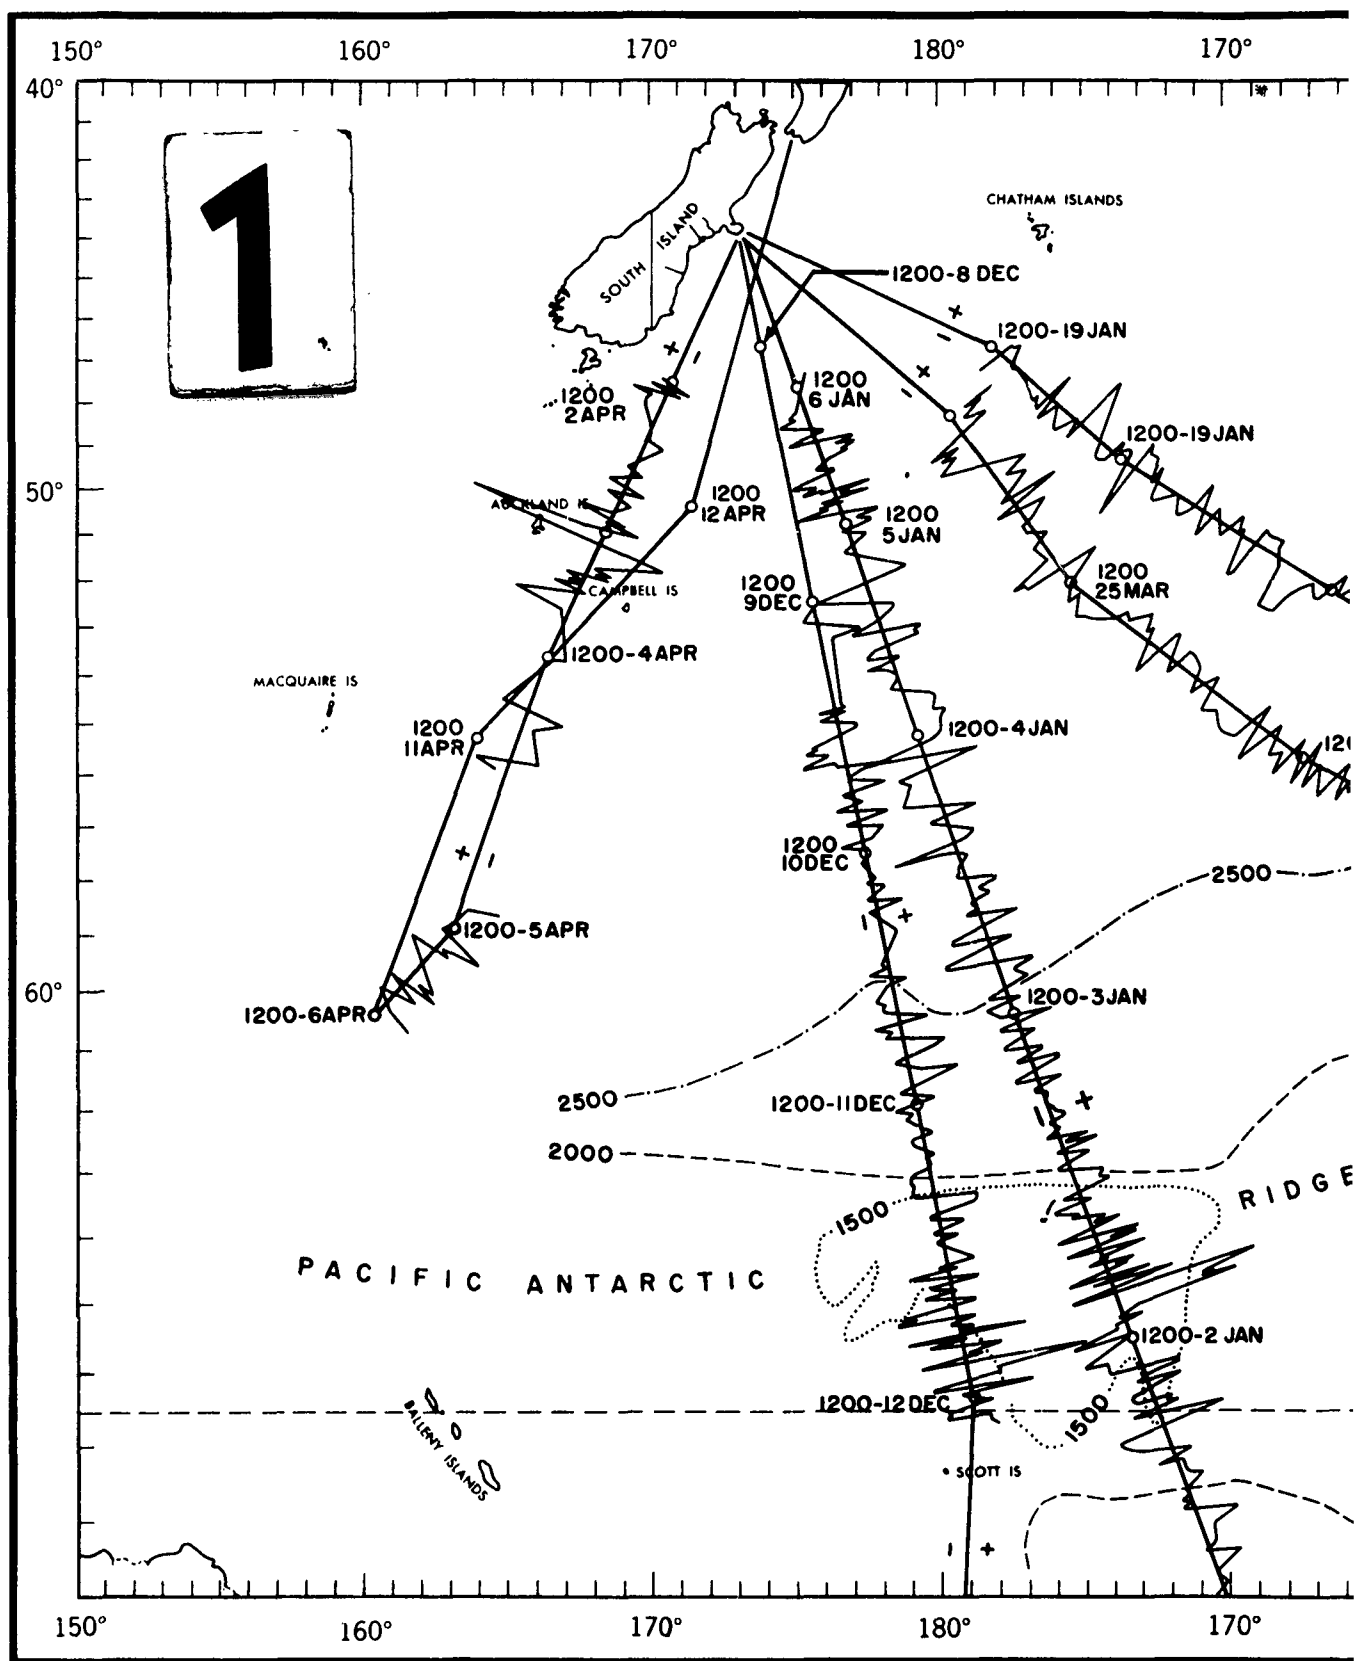 150° 160° 170° 180° 170°
40°
1
CHATHAM ISLANDS
SOUTH ISLAND
1200-8 DEC
+
–
1200-19 JAN
+
–
+
–
1200
2 APR
1200
6 JAN
1200-19 JAN
50°
AUCKLAND IS
1200
12 APR
1200
5 JAN
1200
25 MAR
CAMPBELL IS
1200
9 DEC
1200-4 APR
MACQUAIRE IS
1200
11 APR
1200-4 JAN
120
+
–
1200
10 DEC
2500
–
+
1200-5 APR
60°
1200-6 APR
1200-3 JAN
2500
1200-11 DEC
+
–
2000
RIDGE
1500
PACIFIC ANTARCTIC
1200-2 JAN
1200-12 DEC
1500
BALLENY ISLANDS
SCOTT IS
– +
150° 160° 170° 180° 170°